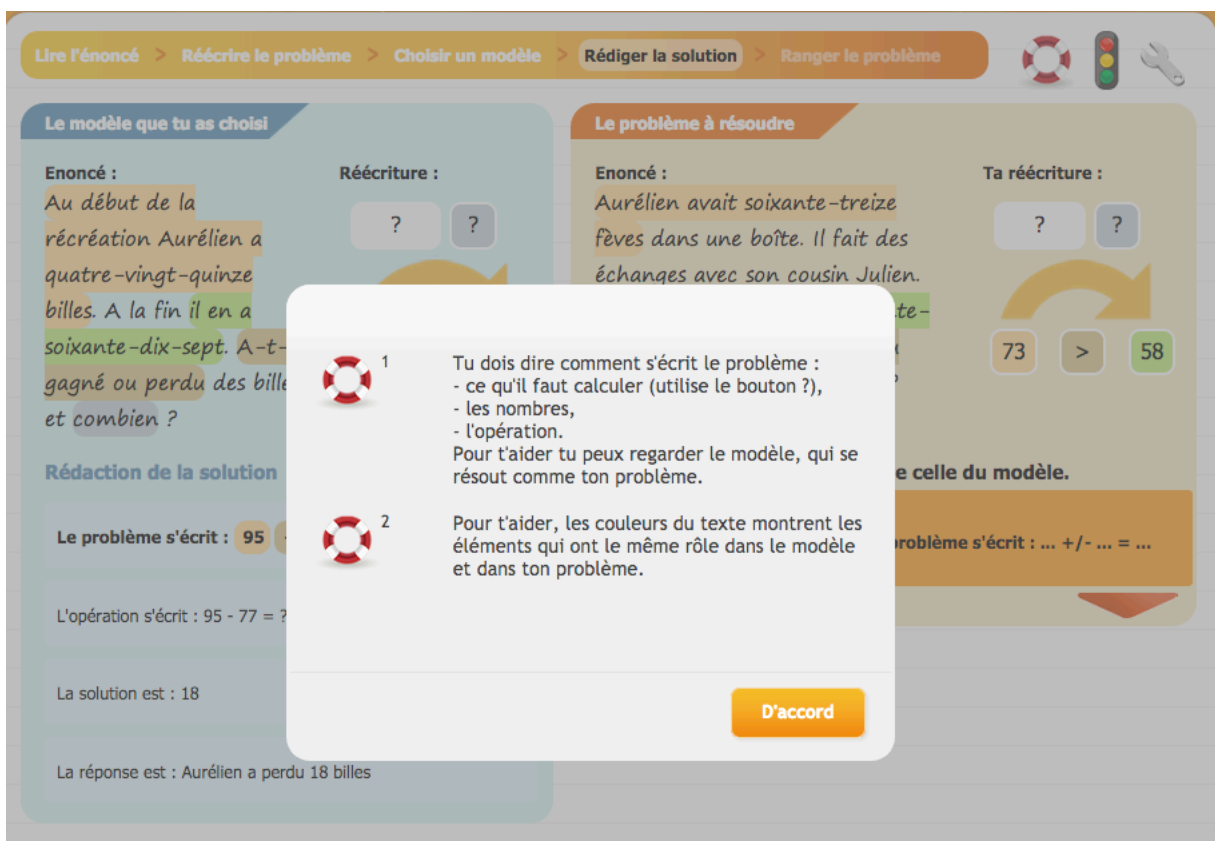 Lire l'énoncé > Réécrire le problème > Choisir un modèle > Rédiger la solution > Ranger le problème
Le modèle que tu as choisi
Enoncé :
Réécriture :
Au début de la
récréation Aurélien a
quatre-vingt-quinze
billes. A la fin il en a
soixante-dix-sept. A-t-
gagné ou perdu des bille
et combien ?
? ?
Rédaction de la solution
Le problème s'écrit : 95
L'opération s'écrit : 95 - 77 = ?
La solution est : 18
La réponse est : Aurélien a perdu 18 billes
Le problème à résoudre
Enoncé :
Ta réécriture :
Aurélien avait soixante-treize
fèves dans une boîte. Il fait des
échanges avec son cousin Julien.
te-
?
? ?
73 > 58
e celle du modèle.
roblème s'écrit : ... +/- ... = ...
1
Tu dois dire comment s'écrit le problème :
- ce qu'il faut calculer (utilise le bouton ?),
- les nombres,
- l'opération.
Pour t'aider tu peux regarder le modèle, qui se
résout comme ton problème.
2
Pour t'aider, les couleurs du texte montrent les
éléments qui ont le même rôle dans le modèle
et dans ton problème.
D'accord